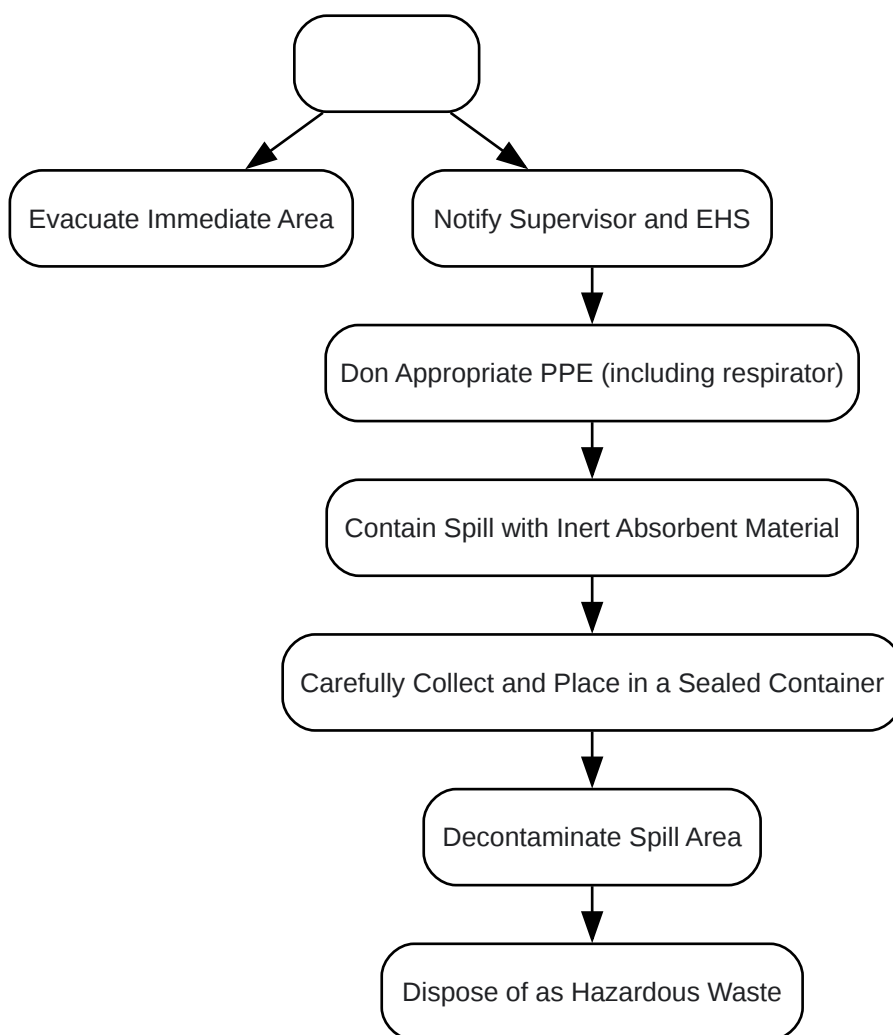 Evacuate Immediate Area
Notify Supervisor and EHS
Don Appropriate PPE (including respirator)
Contain Spill with Inert Absorbent Material
Carefully Collect and Place in a Sealed Container
Decontaminate Spill Area
Dispose of as Hazardous Waste